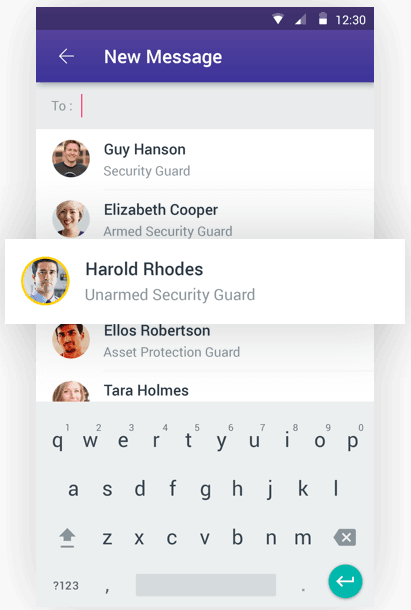 12:30
New Message
To :
Guy Hanson
Security Guard
Elizabeth Cooper
Armed Security Guard
Harold Rhodes
Unarmed Security Guard
Ellos Robertson
Asset Protection Guard
Tara Holmes
1 2 3 4 5 6 7 8 9 0
q w e r t y u i o p
a s d f g h j k l
z x c v b n m
?123 , .